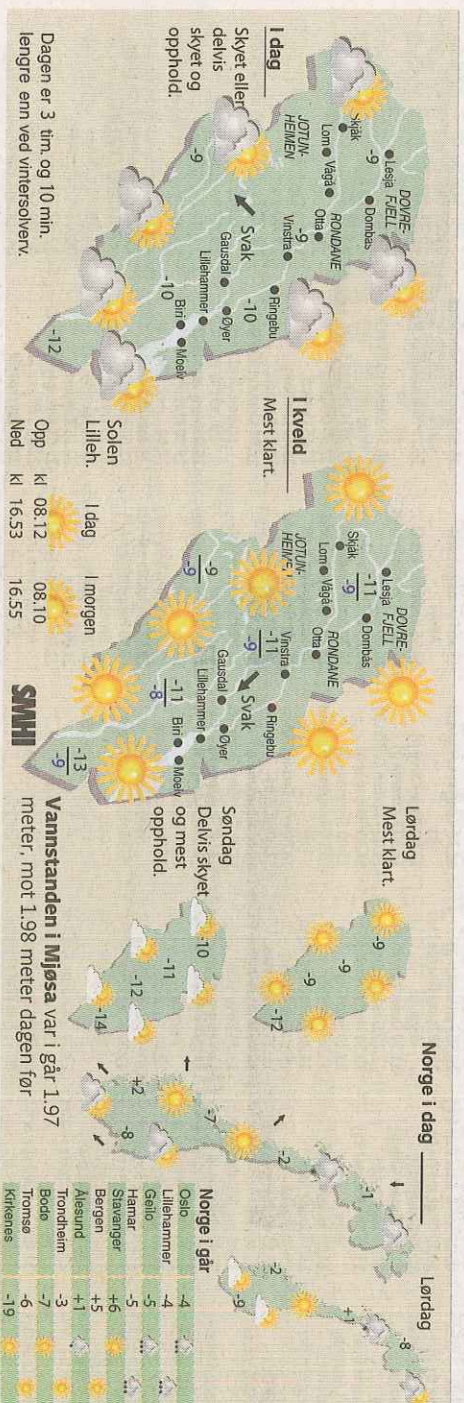 I dag
Skyet eller
delvis
skyet og
opphold.
DOVRE-
FJELL
Lesja
Dombås
-9
Skjåk
Lom
Vågå
RONDANE
Otta
JOTUN-
HEIMEN
-9
Vinstra
Ringebu
-9
Svak
-10
Gausdal
Øyer
Lillehammer
-10
Biri
Moelv
-12
Dagen er 3 tim. og 10 min.
lengre enn ved vintersolverv.
I kveld
Mest klart.
DOVRE-
FJELL
Lesja
Dombås
-11
-9
Skjåk
Lom
Vågå
RONDANE
Otta
JOTUN-
HEIMEN
Vinstra
-11
-9
Ringebu
-9
-9
Svak
Gausdal
Øyer
Lillehammer
-11
-8
Biri
Moelv
-13
-9
Solen
Lilleh. I dag I morgen
Opp kl 08.12 08.10
Ned kl 16.53 16.55
SMHI
Lørdag
Mest klart.
-9
-9
-9
-12
Søndag
Delvis skyet
og mest
opphold.
-10
-11
-12
-14
Vannstanden i Mjøsa var i går 1.97
meter, mot 1.98 meter dagen før
Norge i dag
-1
-2
-7
+2
-8
Lørdag
-8
+1
-2
-9
Norge i går
Oslo -4
Lillehammer -4
Geilo -5
Hamar -5
Stavanger +6
Bergen +5
Ålesund +1
Trondheim -3
Bodø -7
Tromsø -6
Kirkenes -19